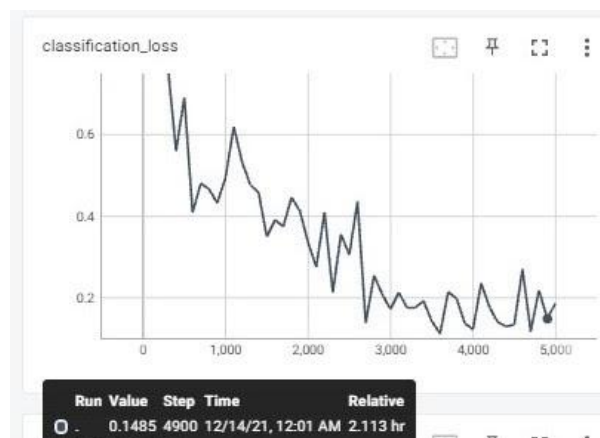 classification_loss
0.6
0.4
0.2
0 1,000 2,000 3,000 4,000 5,000
Run Value Step Time Relative
. 0.1485 4900 12/14/21, 12:01 AM 2.113 hr